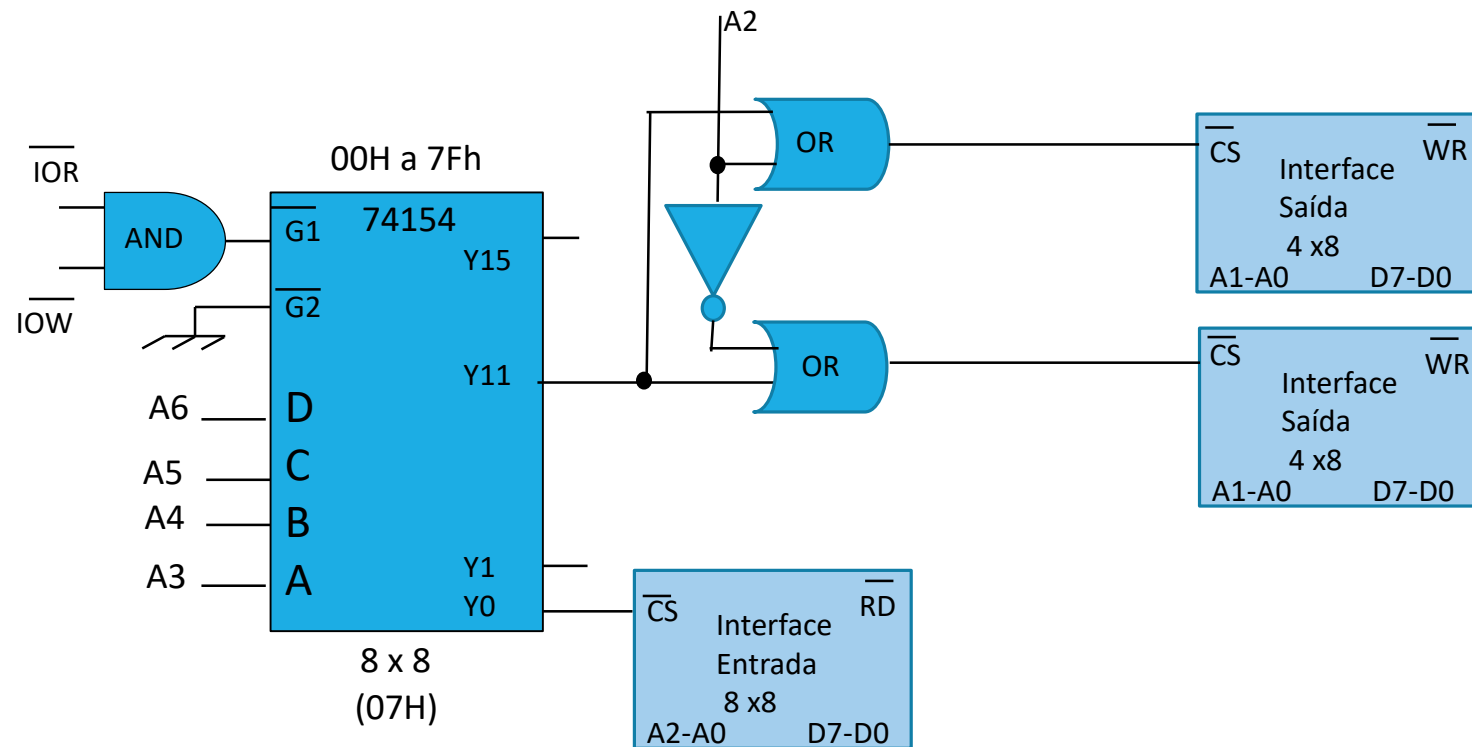 A2
OR
IOR
IOW
AND
00H a 7Fh
74154
G1
G2
Y15
Y11
Y1
Y0
A6
A5
A4
A3
D
C
B
A
8 x 8
(07H)
OR
CS
WR
Interface
Saída
4 x8
A1-A0 D7-D0
CS
WR
Interface
Saída
4 x8
A1-A0 D7-D0
CS
RD
Interface
Entrada
8 x8
A2-A0 D7-D0